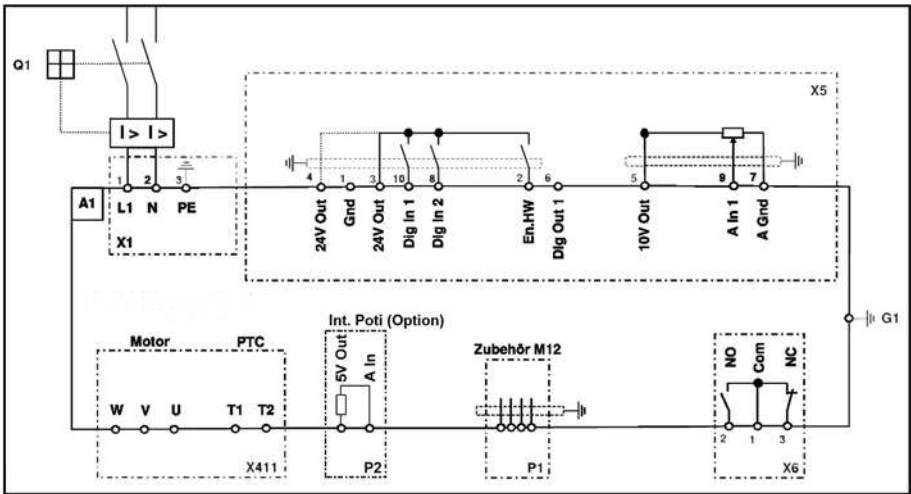 Q1
X5
I > I >
4 1 3 10 8 2 6 5 9 7
1 2 3
A1
L1 N PE
24V Out
Gnd
24V Out
Dig In 1
Dig In 2
En.HW
Dig Out 1
10V Out
A In 1
A Gnd
X1
G1
Int. Poti (Option)
Motor PTC
5V Out
A In
Zubehör M12
NO
Com
NC
W V U T1 T2
2 1 3
X411
P2
P1
X6